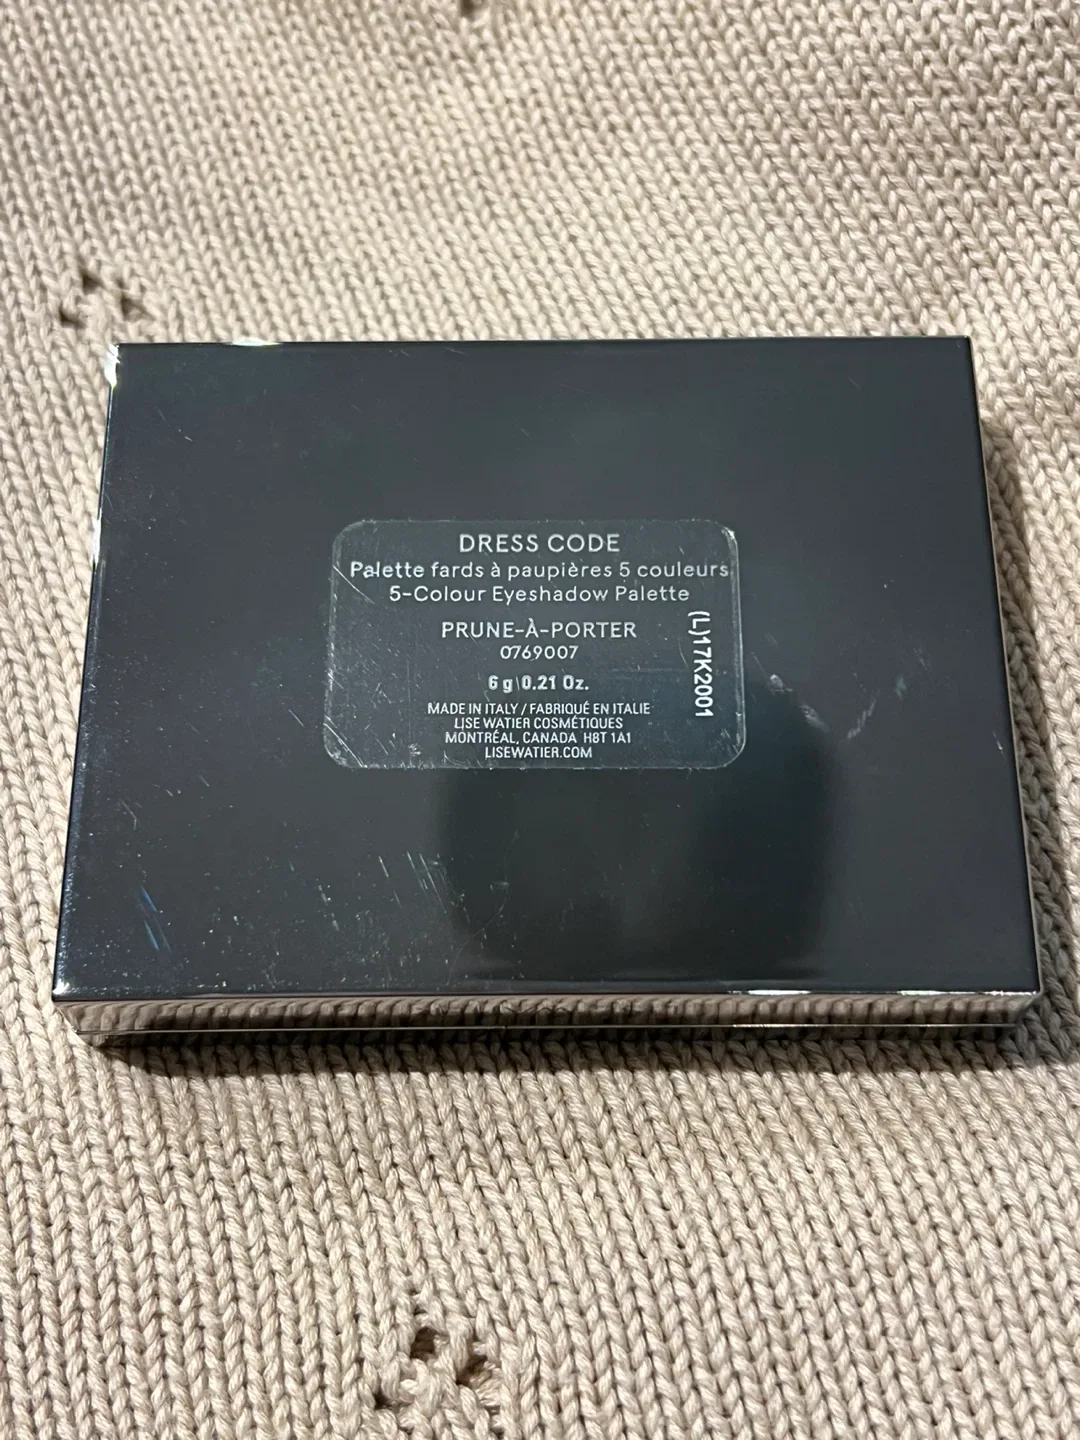 DRESS CODE
Palette fards à paupières 5 couleurs
5-Colour Eyeshadow Palette
PRUNE-À-PORTER
0769007
6 g\0.21 Oz.
MADE IN ITALY / FABRIQUÉ EN ITALIE
LISE WATIER COSMÉTIQUES
MONTRÉAL, CANADA H8T 1A1
LISEWATIER.COM
(L)17K2001